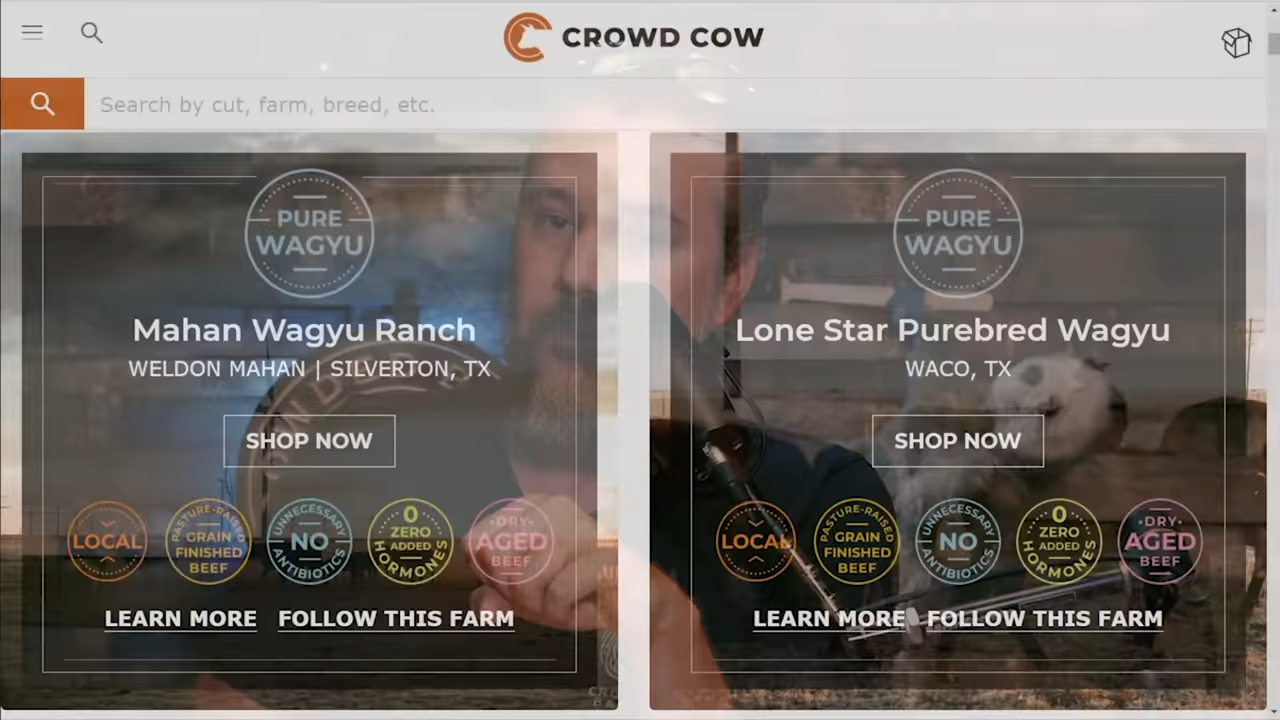 CROWD COW
Search by cut, farm, breed, etc.
PURE
WAGYU
Mahan Wagyu Ranch
WELDON MAHAN | SILVERTON, TX
SHOP NOW
LOCAL
PASTURE-RAISED
GRAIN
FINISHED
BEEF
UNNECESSARY
NO
ANTIBIOTICS
0
ZERO
ADDED
HORMONES
·DRY·
AGED
BEEF
LEARN MORE FOLLOW THIS FARM
PURE
WAGYU
Lone Star Purebred Wagyu
WACO, TX
SHOP NOW
LOCAL
PASTURE-RAISED
GRAIN
FINISHED
BEEF
UNNECESSARY
NO
ANTIBIOTICS
0
ZERO
ADDED
HORMONES
·DRY·
AGED
BEEF
LEARN MORE FOLLOW THIS FARM